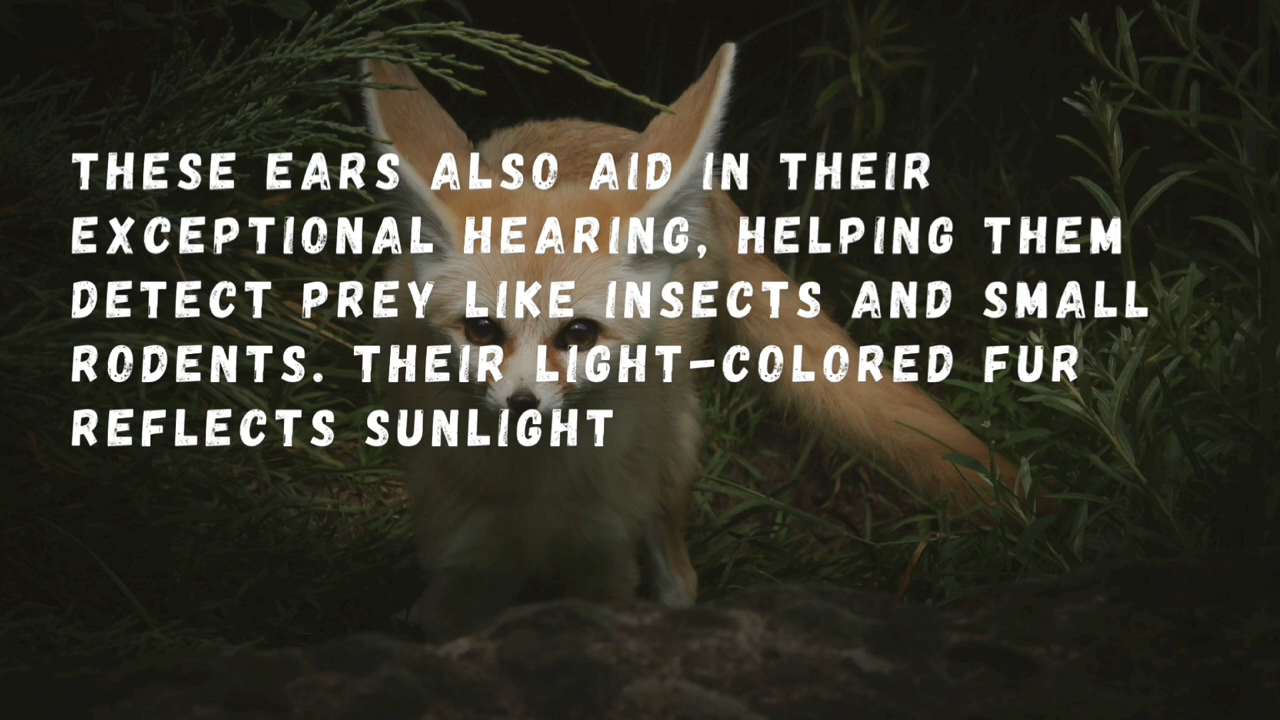 THESE EARS ALSO AID IN THEIR
EXCEPTIONAL HEARING, HELPING THEM
DETECT PREY LIKE INSECTS AND SMALL
RODENTS. THEIR LIGHT-COLORED FUR
REFLECTS SUNLIGHT